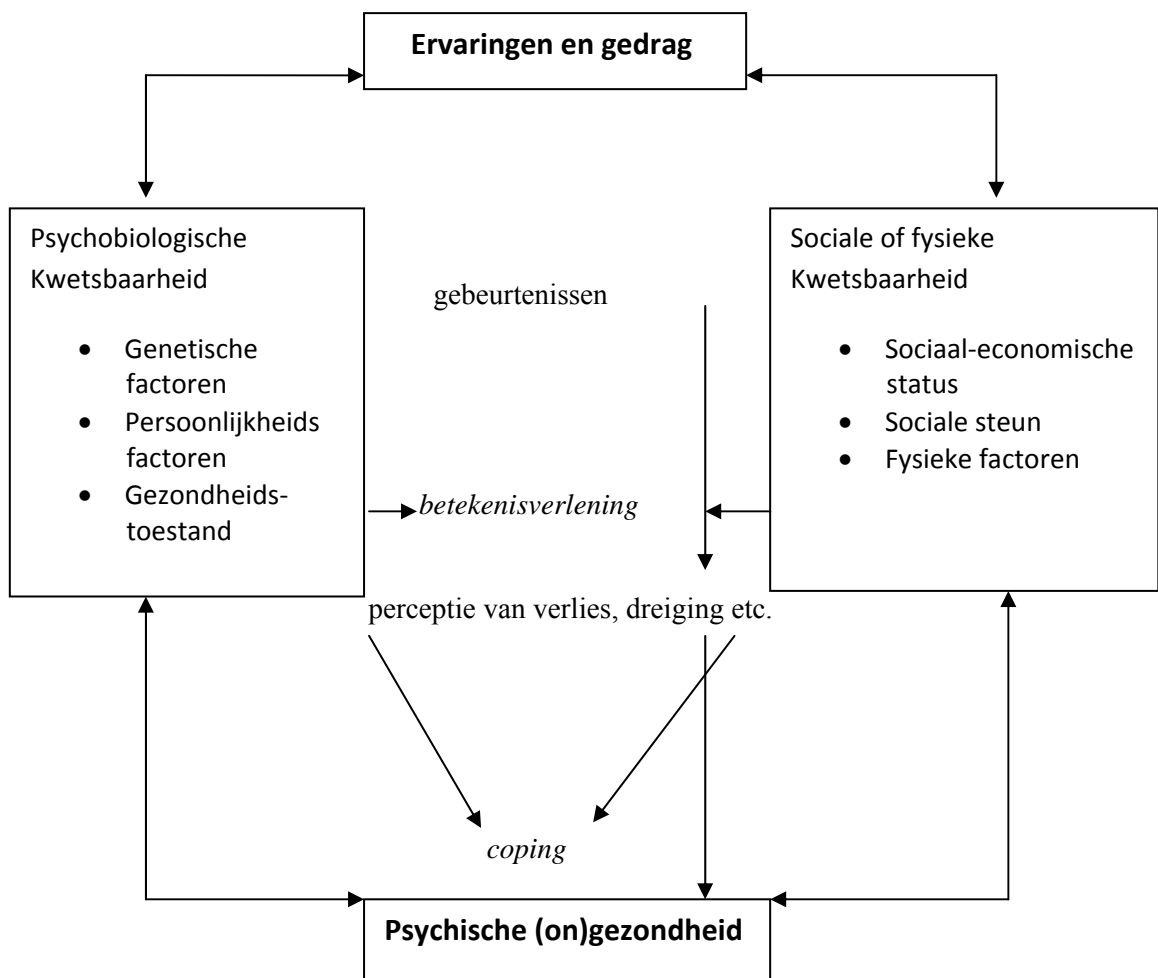 Ervaringen en gedrag
Psychobiologische
Kwetsbaarheid
• Genetische
factoren
• Persoonlijkheids
factoren
• Gezondheids-
toestand
gebeurtenissen
betekenisverlening
perceptie van verlies, dreiging etc.
coping
Sociale of fysieke
Kwetsbaarheid
• Sociaal-economische
status
• Sociale steun
• Fysieke factoren
Psychische (on)gezondheid